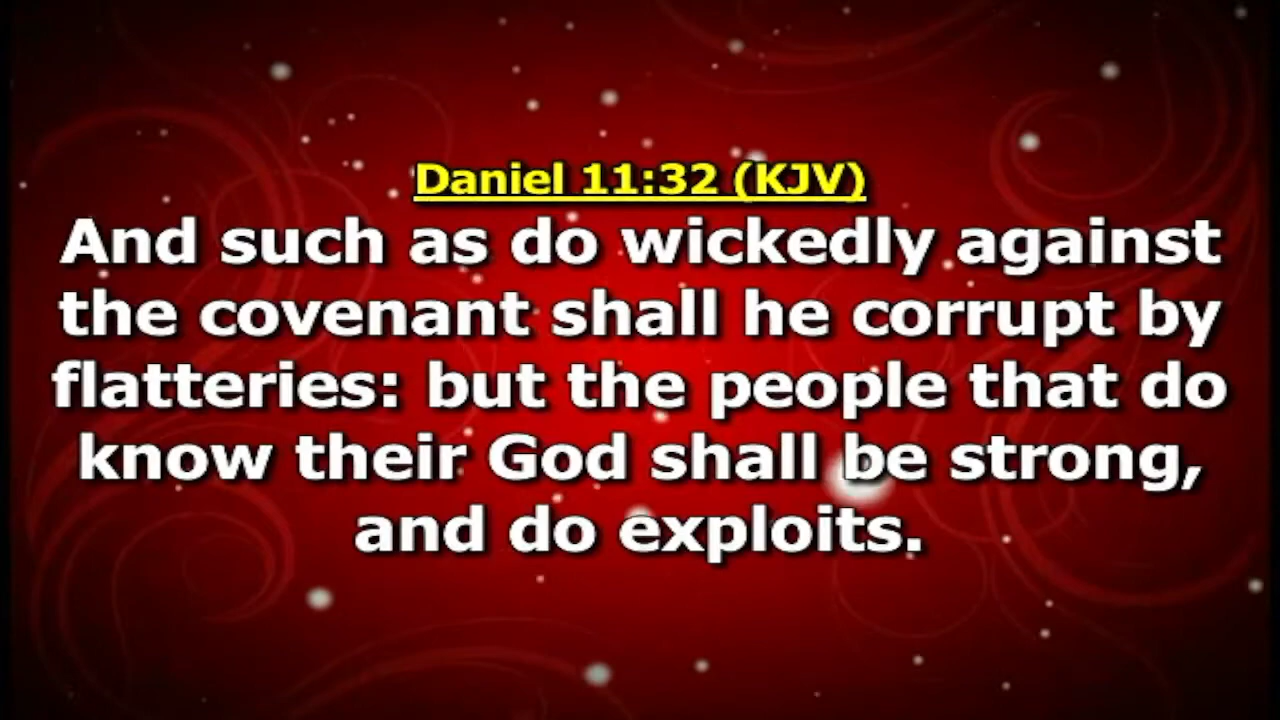 Daniel 11:32 (KJV)
And such as do wickedly against
the covenant shall he corrupt by
flatteries: but the people that do
know their God shall be strong,
and do exploits.